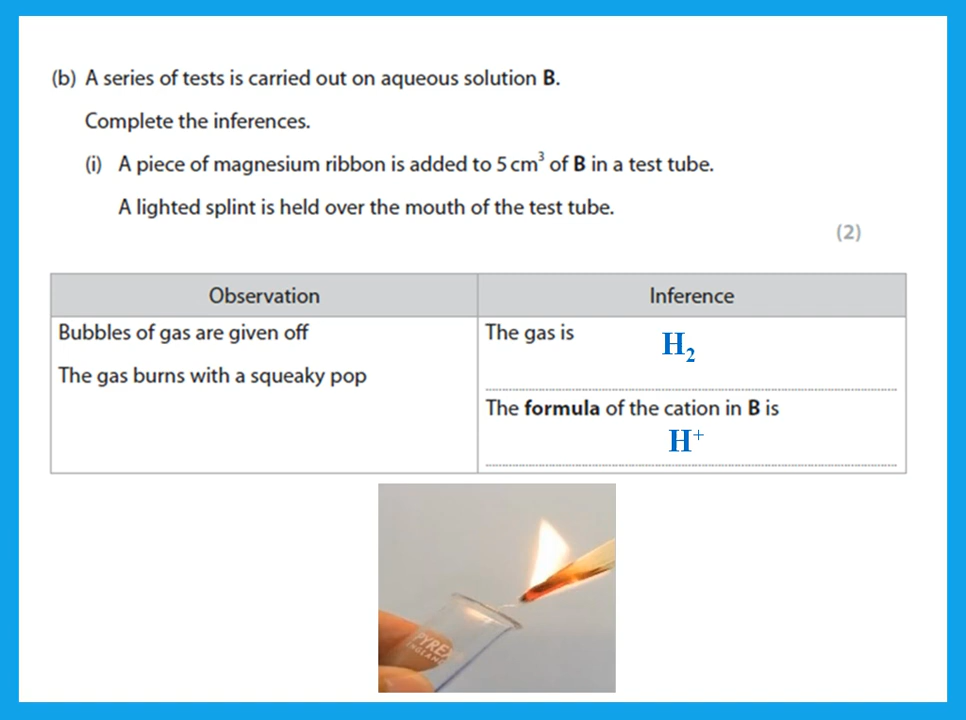 (b) A series of tests is carried out on aqueous solution B.
Complete the inferences.
(i) A piece of magnesium ribbon is added to 5 cm³ of B in a test tube.
A lighted splint is held over the mouth of the test tube.
(2)
Observation
Inference
Bubbles of gas are given off
The gas burns with a squeaky pop
The gas is
H₂
The formula of the cation in B is
H⁺
PYREX
ENGLAND